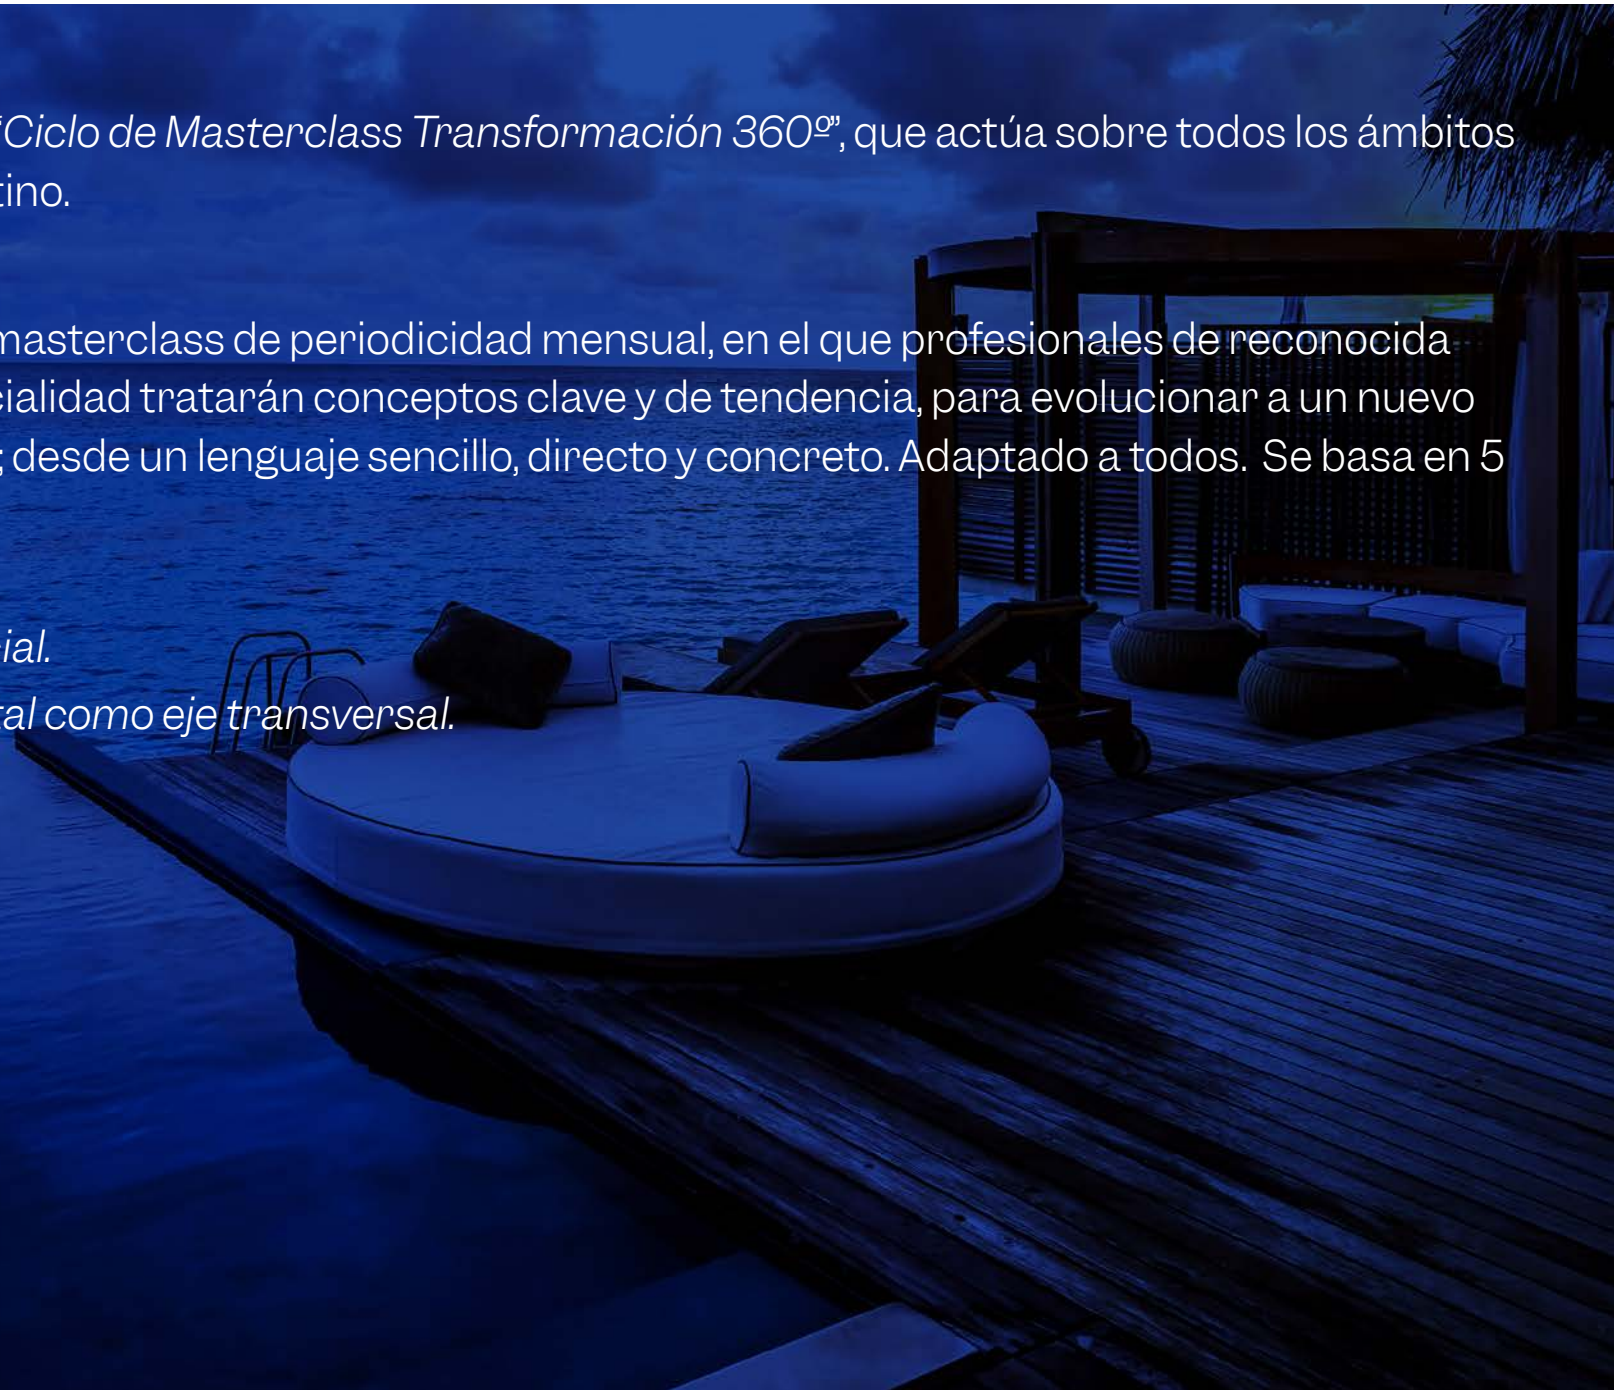 “Ciclo de Masterclass Transformación 360º”, que actúa sobre todos los ámbitos
tino.
masterclass de periodicidad mensual, en el que profesionales de reconocida
cialidad tratarán conceptos clave y de tendencia, para evolucionar a un nuevo
; desde un lenguaje sencillo, directo y concreto. Adaptado a todos. Se basa en 5
cial.
tal como eje transversal.